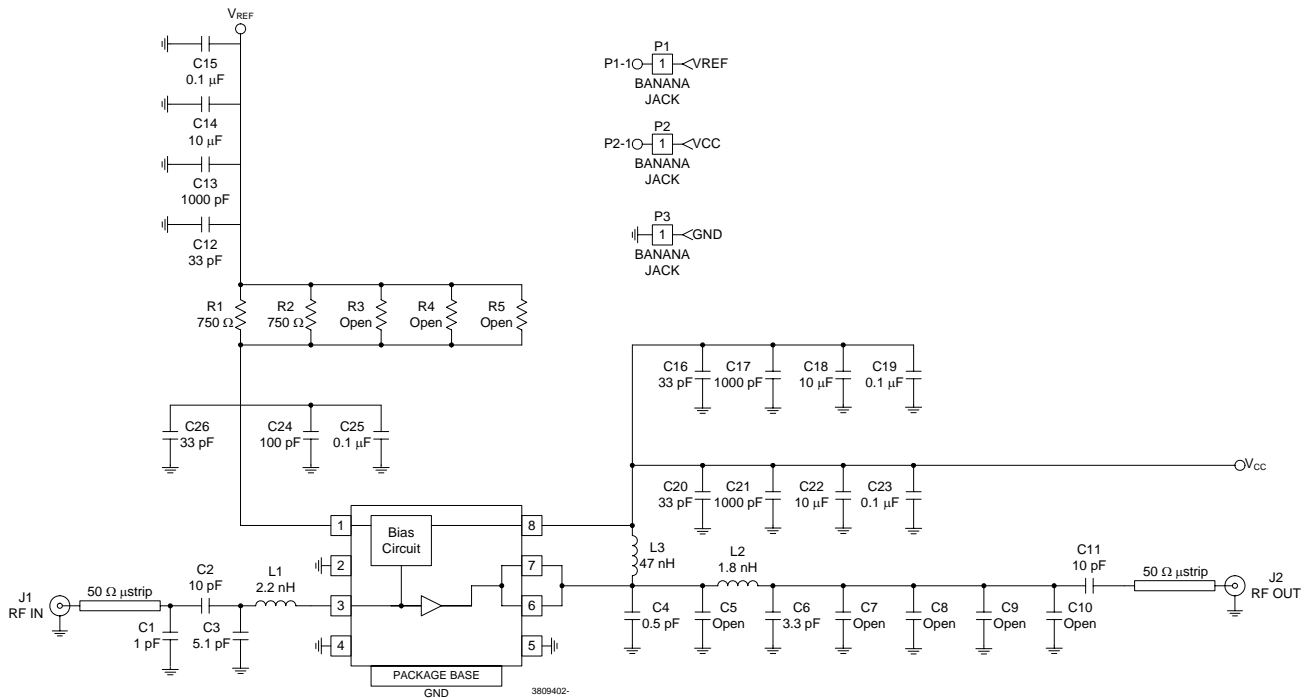 VREF
C15
0.1 µF
C14
10 µF
C13
1000 pF
C12
33 pF
P1
P1-1 1 VREF
BANANA
JACK
P2
P2-1 1 VCC
BANANA
JACK
P3
1 GND
BANANA
JACK
R1
750 Ω
R2
750 Ω
R3
Open
R4
Open
R5
Open
C16
33 pF
C17
1000 pF
C18
10 µF
C19
0.1 µF
C26
33 pF
C24
100 pF
C25
0.1 µF
VCC
C20
33 pF
C21
1000 pF
C22
10 µF
C23
0.1 µF
1
Bias
Circuit
8
2
7
3
6
4
5
PACKAGE BASE
GND
3809402-
J1
RF IN
50 Ω µstrip
C2
10 pF
L1
2.2 nH
C1
1 pF
C3
5.1 pF
L3
47 nH
L2
1.8 nH
C4
0.5 pF
C5
Open
C6
3.3 pF
C7
Open
C8
Open
C9
Open
C10
Open
C11
10 pF
50 Ω µstrip
J2
RF OUT